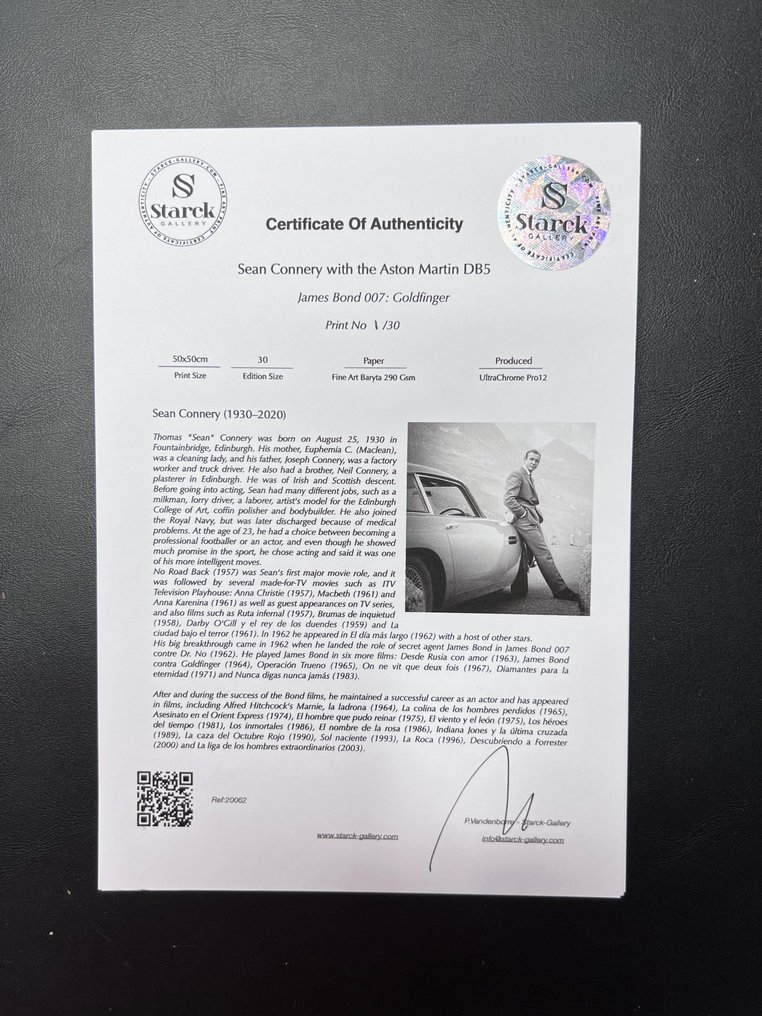 STARCK-GALLERY.COM · FINE ART PRINT · CERTIFICATE OF AUTHENTICITY ·
S
Starck
GALLERY
STARCK-GALLERY.COM · FINE ART PRINT · CERTIFICATE OF AUTHENTICITY
S
Starck
GALLERY
Certificate Of Authenticity
Sean Connery with the Aston Martin DB5
James Bond 007: Goldfinger
Print No 1 /30
50x50cm 30 Paper Produced
Print Size Edition Size Fine Art Baryta 290 Gsm UltraChrome Pro12
Sean Connery (1930–2020)
Thomas "Sean" Connery was born on August 25, 1930 in
Fountainbridge, Edinburgh. His mother, Euphemia C. (Maclean),
was a cleaning lady, and his father, Joseph Connery, was a factory
worker and truck driver. He also had a brother, Neil Connery, a
plasterer in Edinburgh. He was of Irish and Scottish descent.
Before going into acting, Sean had many different jobs, such as a
milkman, lorry driver, a laborer, artist's model for the Edinburgh
College of Art, coffin polisher and bodybuilder. He also joined
the Royal Navy, but was later discharged because of medical
problems. At the age of 23, he had a choice between becoming a
professional footballer or an actor, and even though he showed
much promise in the sport, he chose acting and said it was one
of his more intelligent moves.
No Road Back (1957) was Sean's first major movie role, and it
was followed by several made-for-TV movies such as ITV
Television Playhouse: Anna Christie (1957), Macbeth (1961) and
Anna Karenina (1961) as well as guest appearances on TV series,
and also films such as Ruta infernal (1957), Brumas de inquietud
(1958), Darby O'Gill y el rey de los duendes (1959) and La
ciudad bajo el terror (1961). In 1962 he appeared in El día más largo (1962) with a host of other stars.
His big breakthrough came in 1962 when he landed the role of secret agent James Bond in James Bond 007
contre Dr. No (1962). He played James Bond in six more films: Desde Rusia con amor (1963), James Bond
contra Goldfinger (1964), Operación Trueno (1965), On ne vit que deux fois (1967), Diamantes para la
eternidad (1971) and Nunca digas nunca jamás (1983).
After and during the success of the Bond films, he maintained a successful career as an actor and has appeared
in films, including Alfred Hitchcock's Marnie, la ladrona (1964), La colina de los hombres perdidos (1965),
Asesinato en el Orient Express (1974), El hombre que pudo reinar (1975), El viento y el león (1975), Los héroes
del tiempo (1981), Los inmortales (1986), El nombre de la rosa (1986), Indiana Jones y la última cruzada
(1989), La caza del Octubre Rojo (1990), Sol naciente (1993), La Roca (1996), Descubriendo a Forrester
(2000) and La liga de los hombres extraordinarios (2003).
Ref:20062
P.Vandenborre - Starck-Gallery
www.starck-gallery.com info@starck-gallery.com